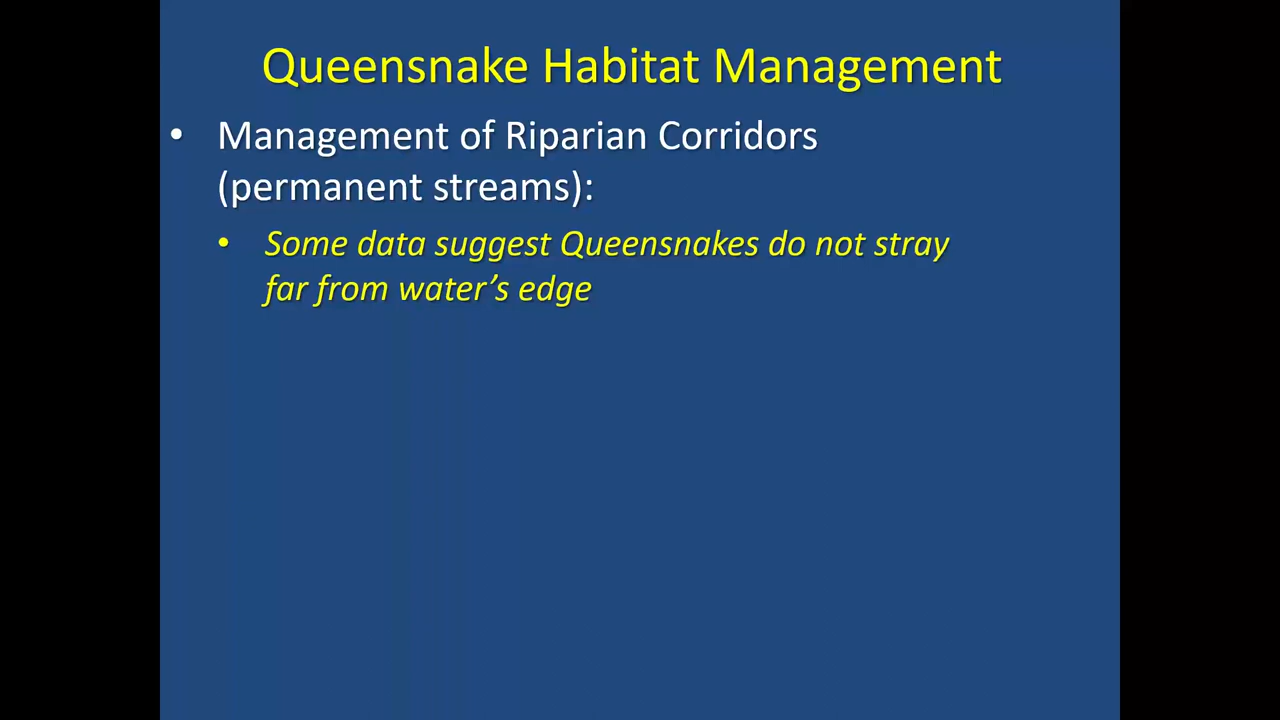 Queensnake Habitat Management
• Management of Riparian Corridors
(permanent streams):
• Some data suggest Queensnakes do not stray
far from water’s edge